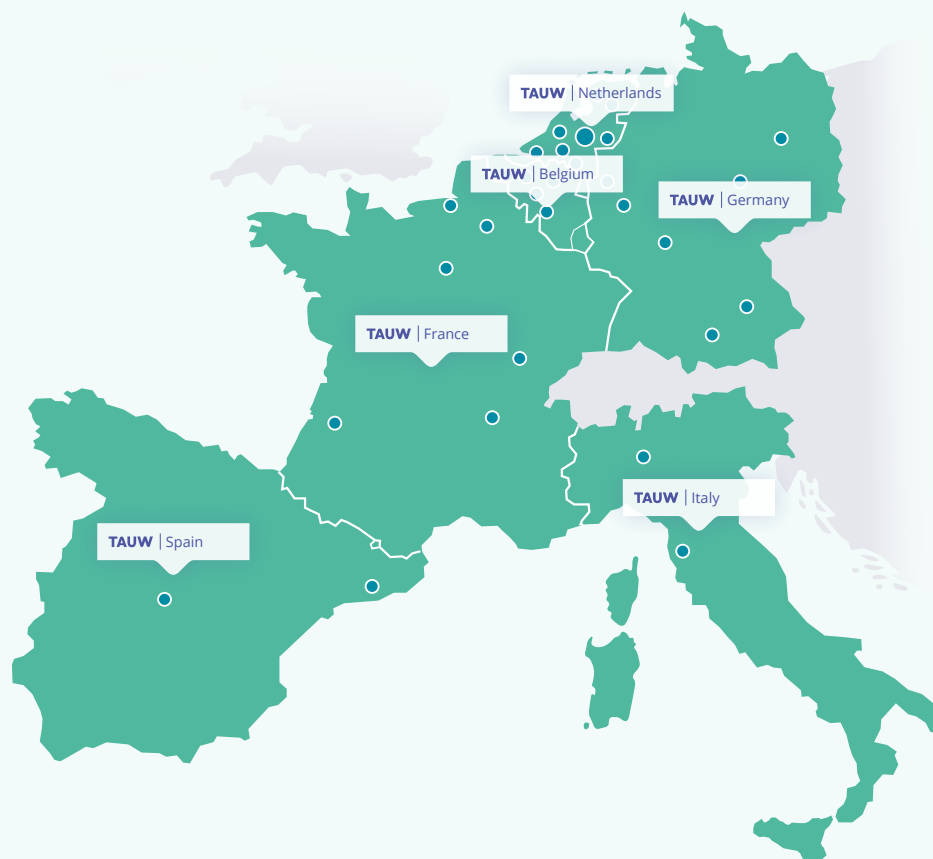 TAUW | Netherlands
TAUW | Belgium
TAUW | Germany
TAUW | France
TAUW | Italy
TAUW | Spain